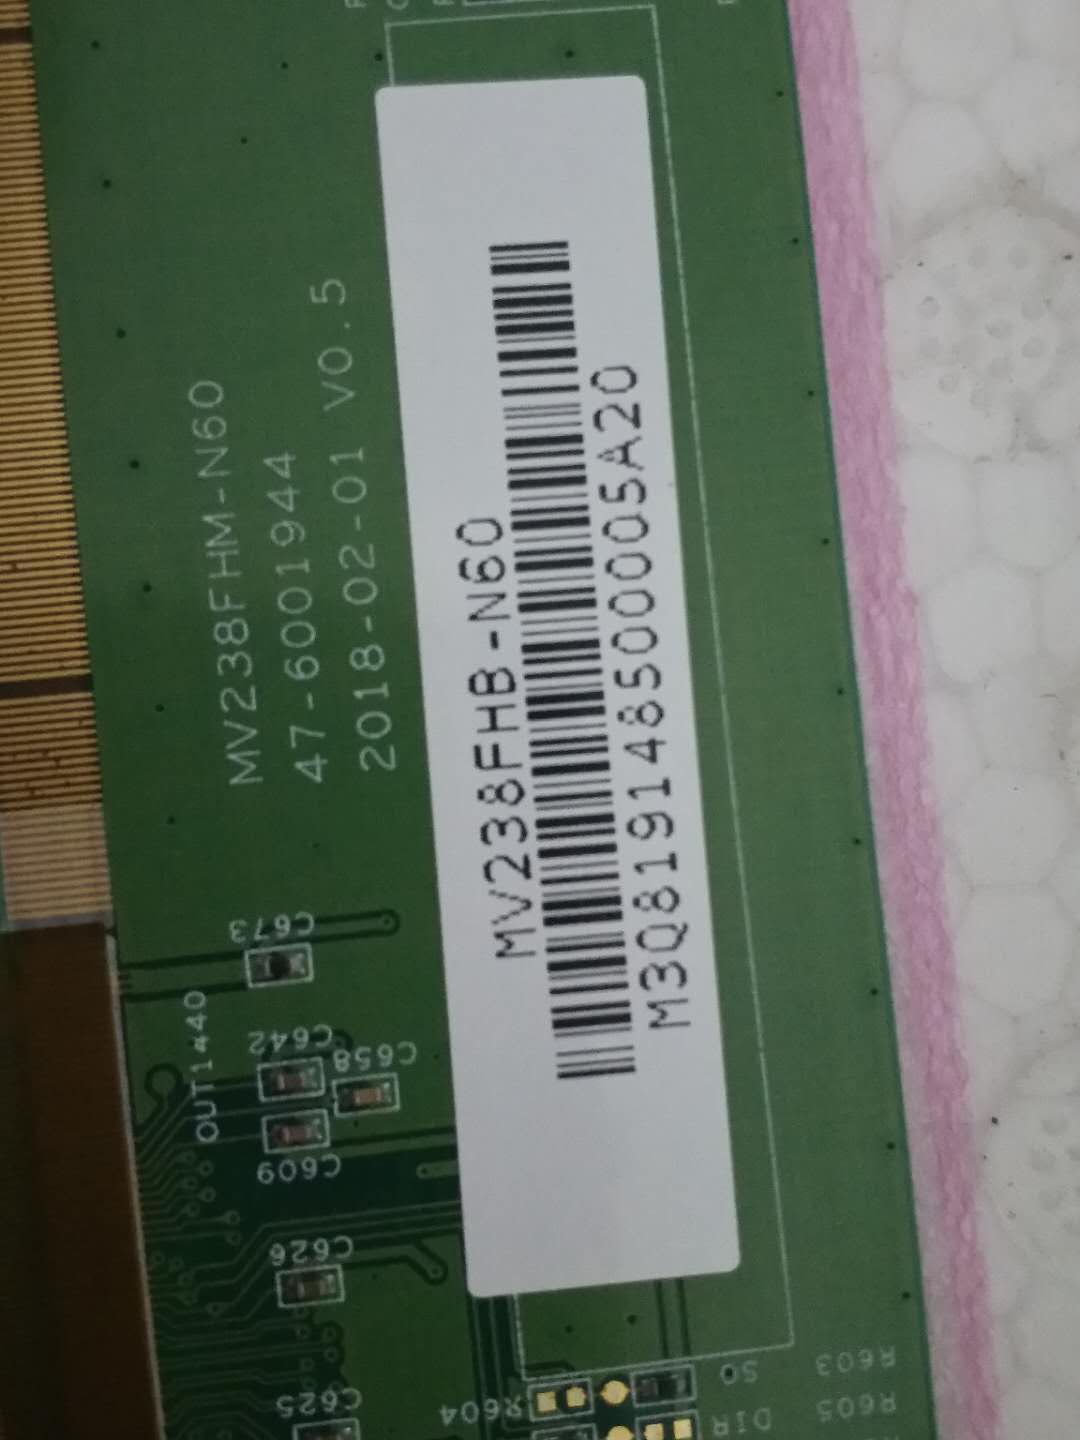 MV238FHM-N60
47-6001944
2018-02-01 V0.5
MV238FHB-N60
M3Q8191485000005A20
C673
OUT1440
C642
C658
C609
C626
C625
R604
SO
R603
DIR
R605